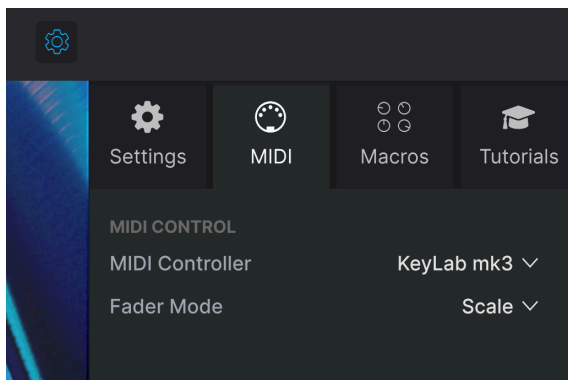 Settings MIDI Macros Tutorials
MIDI CONTROL
MIDI Controller KeyLab mk3
Fader Mode Scale